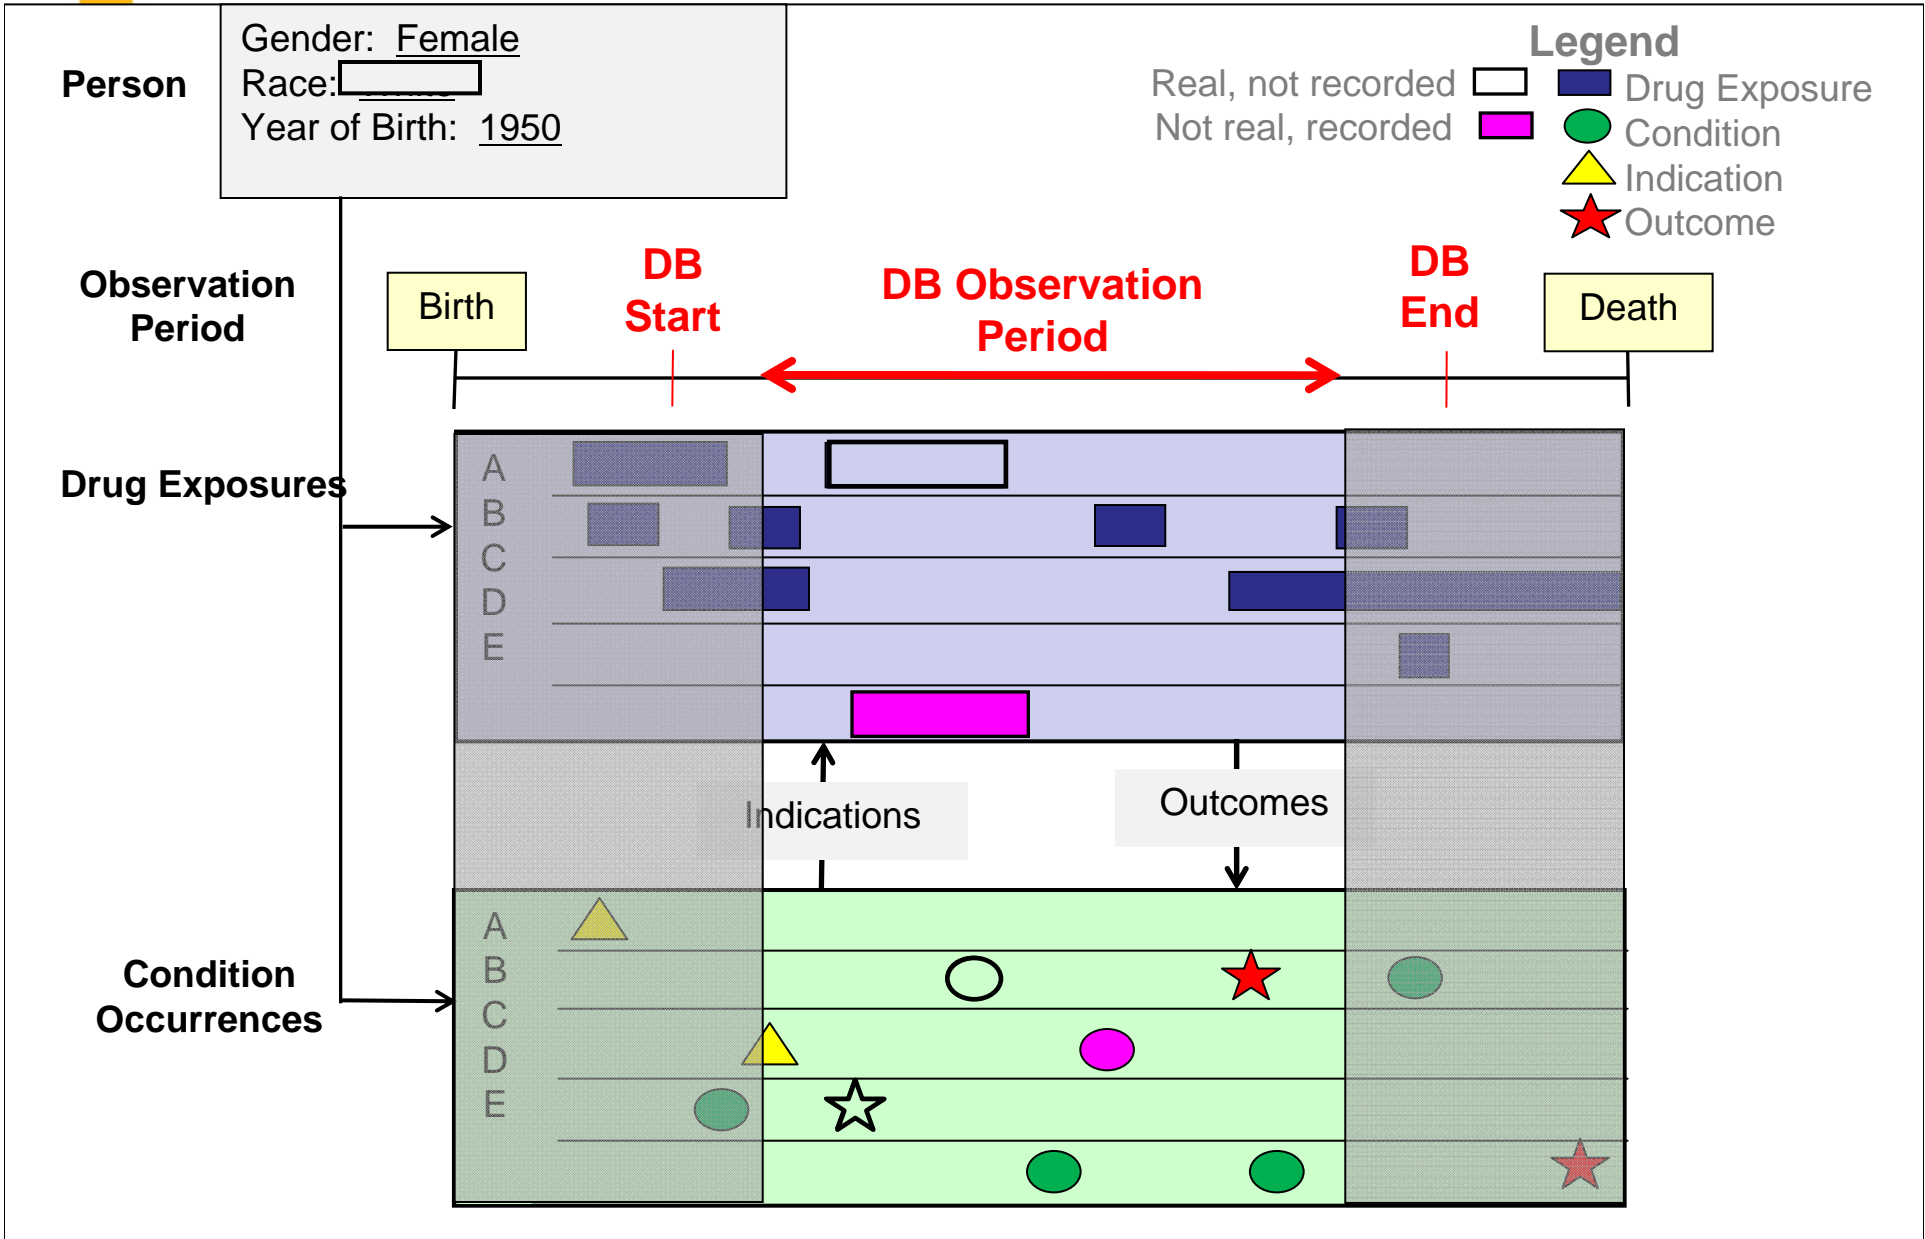 Gender: Female
Race:
Year of Birth: 1950
Person
Legend
Real, not recorded
Drug Exposure
Not real, recorded
Condition
Indication
Outcome
Observation
Period
Birth
DB
Start
DB Observation
Period
DB
End
Death
Drug Exposures
A
B
C
D
E
Indications
Outcomes
Condition
Occurrences
A
B
C
D
E